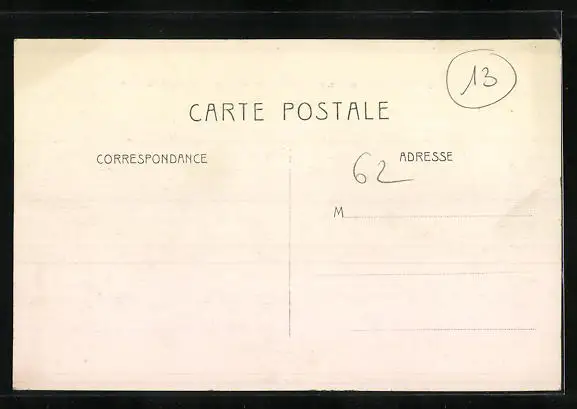 13
CARTE POSTALE
CORRESPONDANCE
ADRESSE
62
M